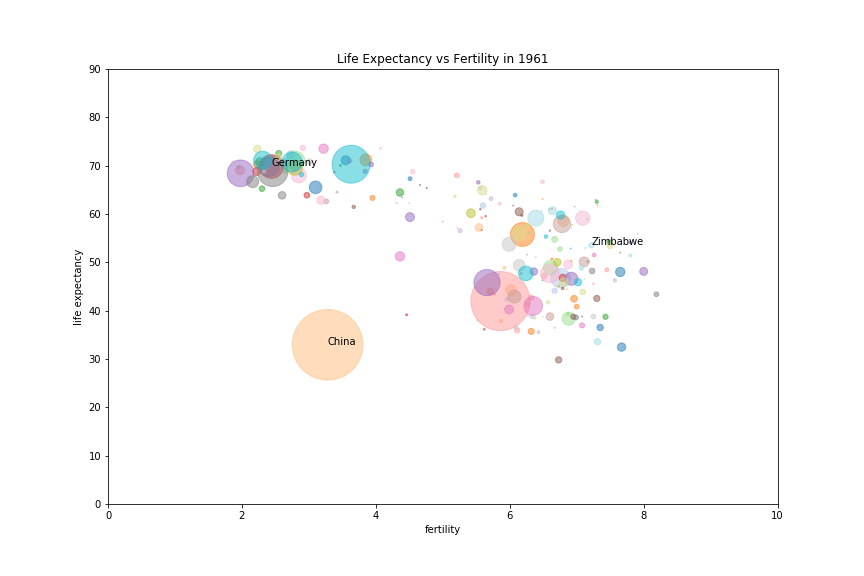 Life Expectancy vs Fertility in 1961
90
80
70
60
50
40
30
20
10
0
life expectancy
Germany
Zimbabwe
China
0 2 4 6 8 10
fertility